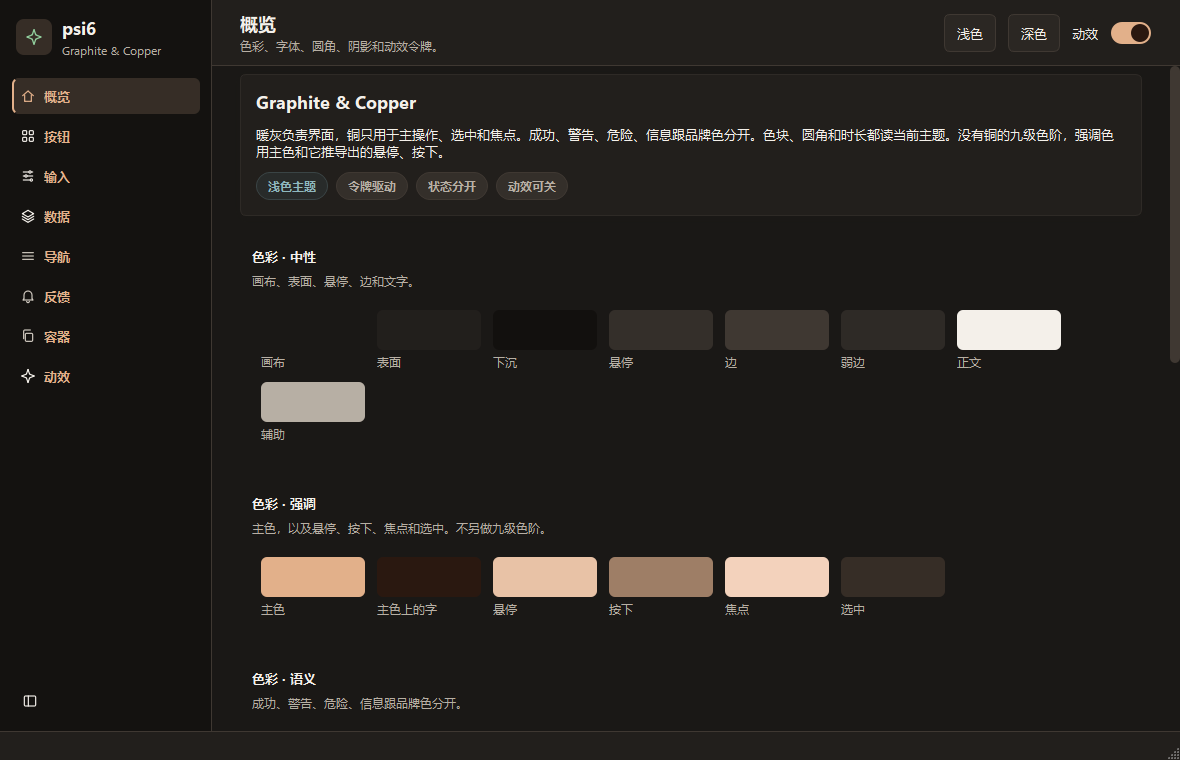 psi6
Graphite & Copper
概览
按钮
输入
数据
导航
反馈
容器
动效
概览
色彩、字体、圆角、阴影和动效令牌。
浅色
深色
动效
Graphite & Copper
暖灰负责界面，铜只用于主操作、选中和焦点。成功、警告、危险、信息跟品牌色分开。色块、圆角和时长都读当前主题。没有铜的九级色阶，强调色
用主色和它推导出的悬停、按下。
浅色主题
令牌驱动
状态分开
动效可关
色彩 · 中性
画布、表面、悬停、边和文字。
画布
表面
下沉
悬停
边
弱边
正文
辅助
色彩 · 强调
主色，以及悬停、按下、焦点和选中。不另做九级色阶。
主色
主色上的字
悬停
按下
焦点
选中
色彩 · 语义
成功、警告、危险、信息跟品牌色分开。